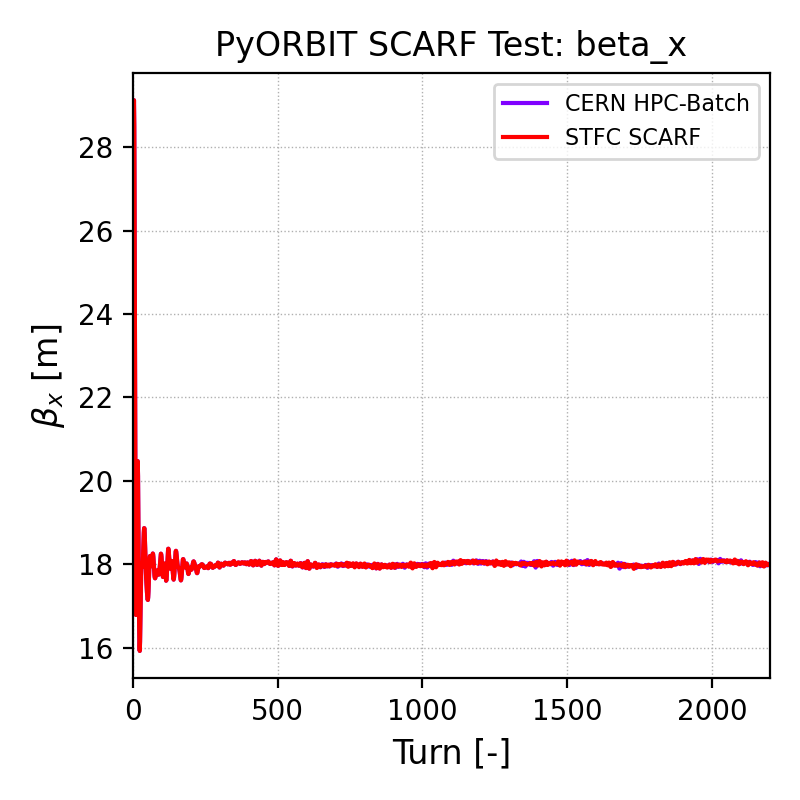 PyORBIT SCARF Test: beta_x
CERN HPC-Batch
STFC SCARF
28
26
24
22
20
18
16
β_x [m]
0 500 1000 1500 2000
Turn [-]